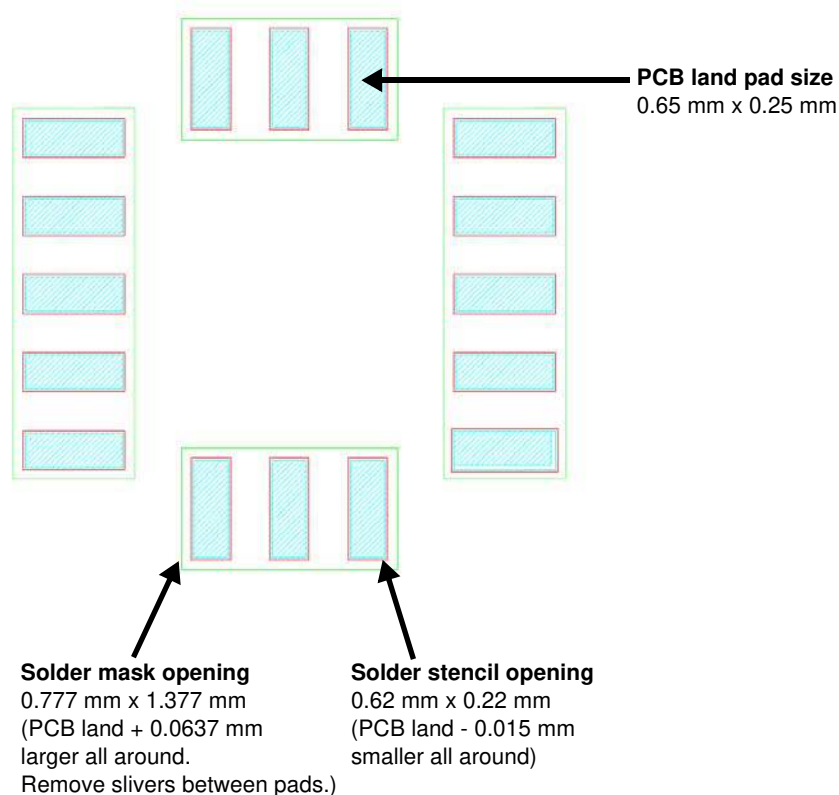 PCB land pad size
0.65 mm x 0.25 mm
Solder mask opening
0.777 mm x 1.377 mm
(PCB land + 0.0637 mm
larger all around.
Remove slivers between pads.)
Solder stencil opening
0.62 mm x 0.22 mm
(PCB land - 0.015 mm
smaller all around)